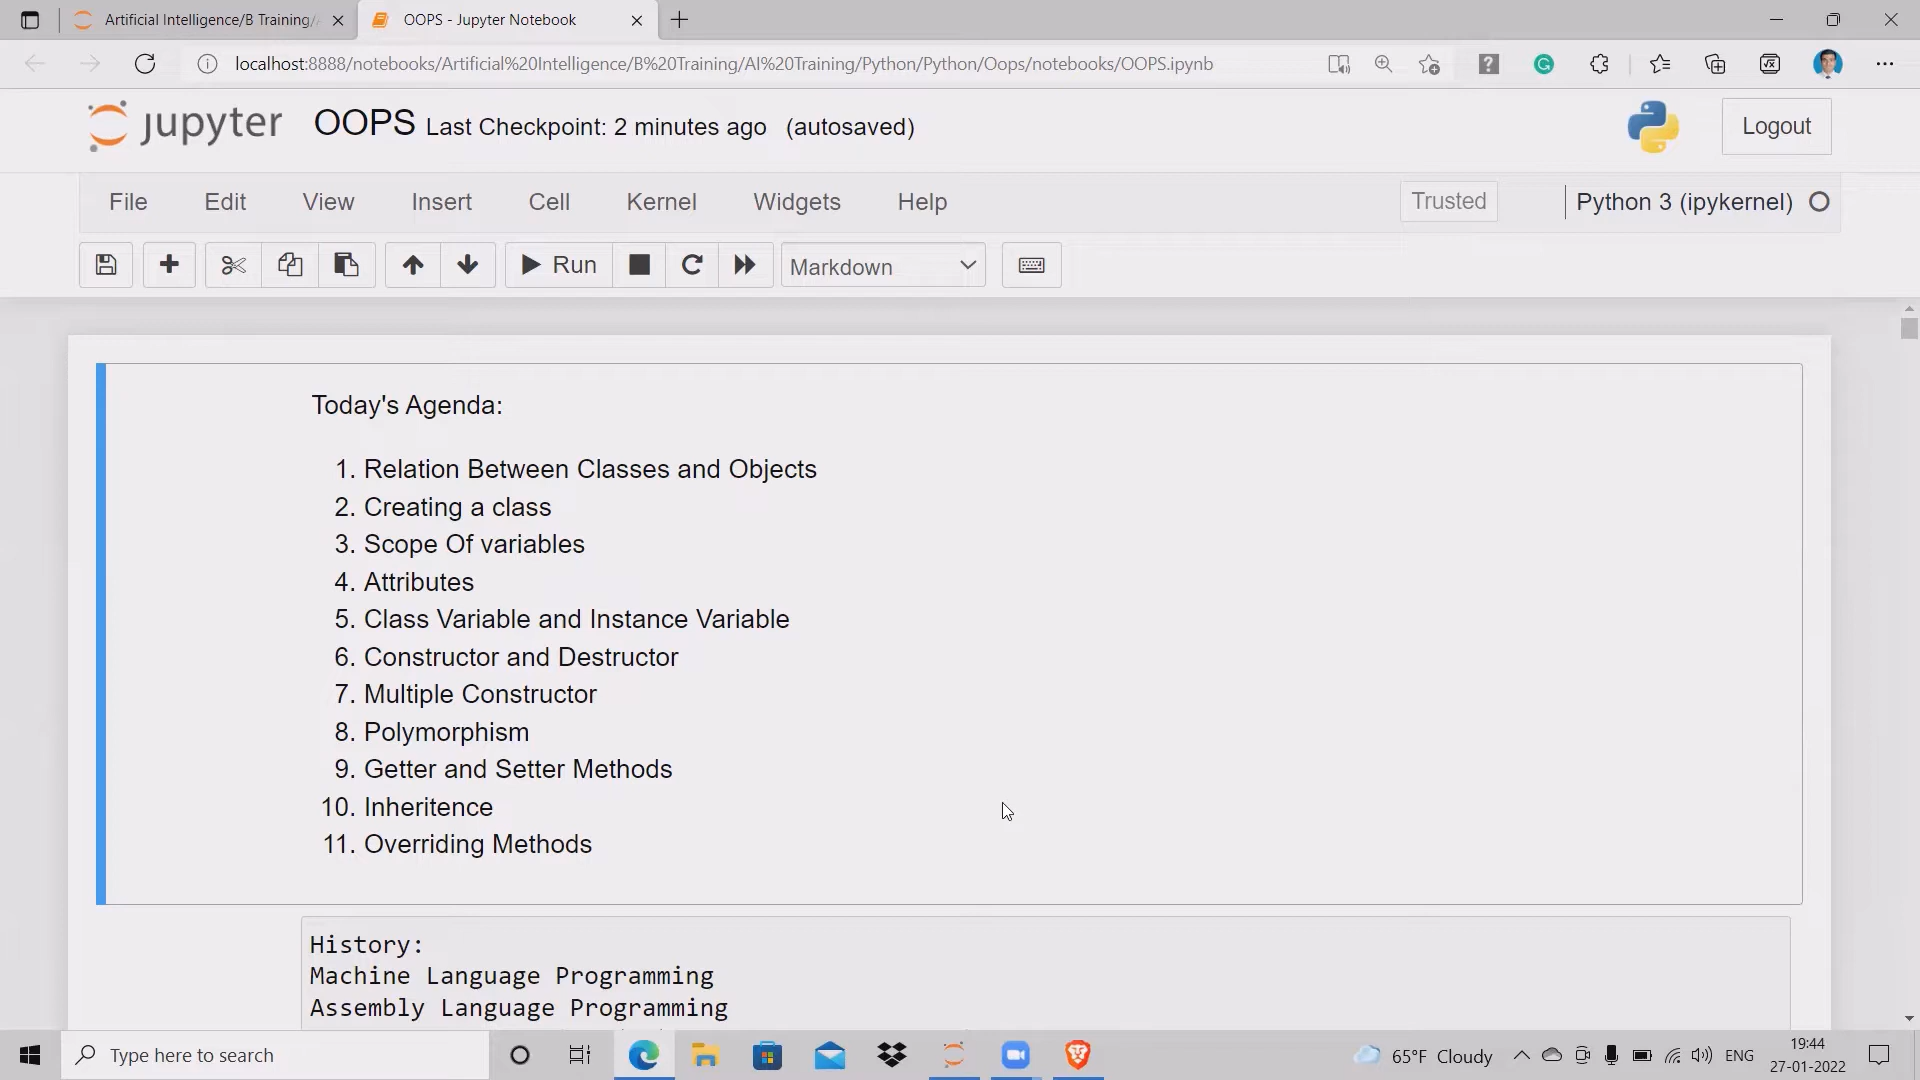 Artificial Intelligence/B Training/
OOPS - Jupyter Notebook
localhost:8888/notebooks/Artificial%20Intelligence/B%20Training/AI%20Training/Python/Python/Oops/notebooks/OOPS.ipynb
jupyter OOPS Last Checkpoint: 2 minutes ago (autosaved)
Logout
File Edit View Insert Cell Kernel Widgets Help
Trusted Python 3 (ipykernel)
Run Markdown
Today's Agenda:
1. Relation Between Classes and Objects
2. Creating a class
3. Scope Of variables
4. Attributes
5. Class Variable and Instance Variable
6. Constructor and Destructor
7. Multiple Constructor
8. Polymorphism
9. Getter and Setter Methods
10. Inheritence
11. Overriding Methods
History:
Machine Language Programming
Assembly Language Programming
Type here to search
65°F Cloudy
ENG
19:44
27-01-2022